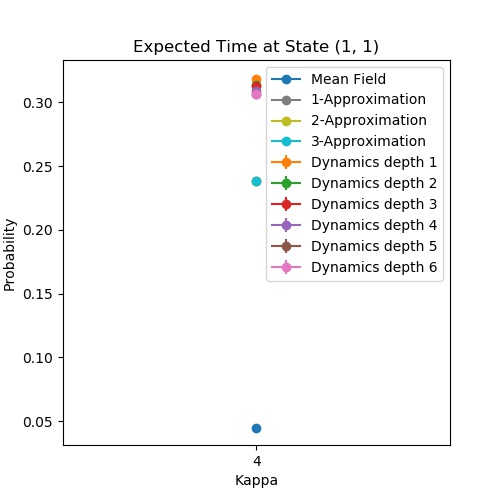 Expected Time at State (1, 1)
Mean Field
1-Approximation
2-Approximation
3-Approximation
Dynamics depth 1
Dynamics depth 2
Dynamics depth 3
Dynamics depth 4
Dynamics depth 5
Dynamics depth 6
Probability
0.30
0.25
0.20
0.15
0.10
0.05
4
Kappa